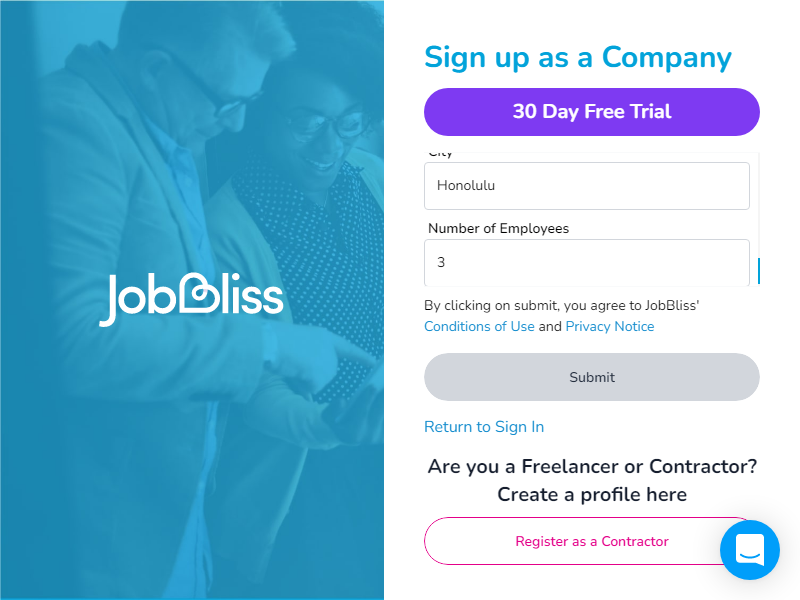 JobBliss
Sign up as a Company
30 Day Free Trial
City
Honolulu
Number of Employees
3
By clicking on submit, you agree to JobBliss'
Conditions of Use and Privacy Notice
Submit
Return to Sign In
Are you a Freelancer or Contractor?
Create a profile here
Register as a Contractor